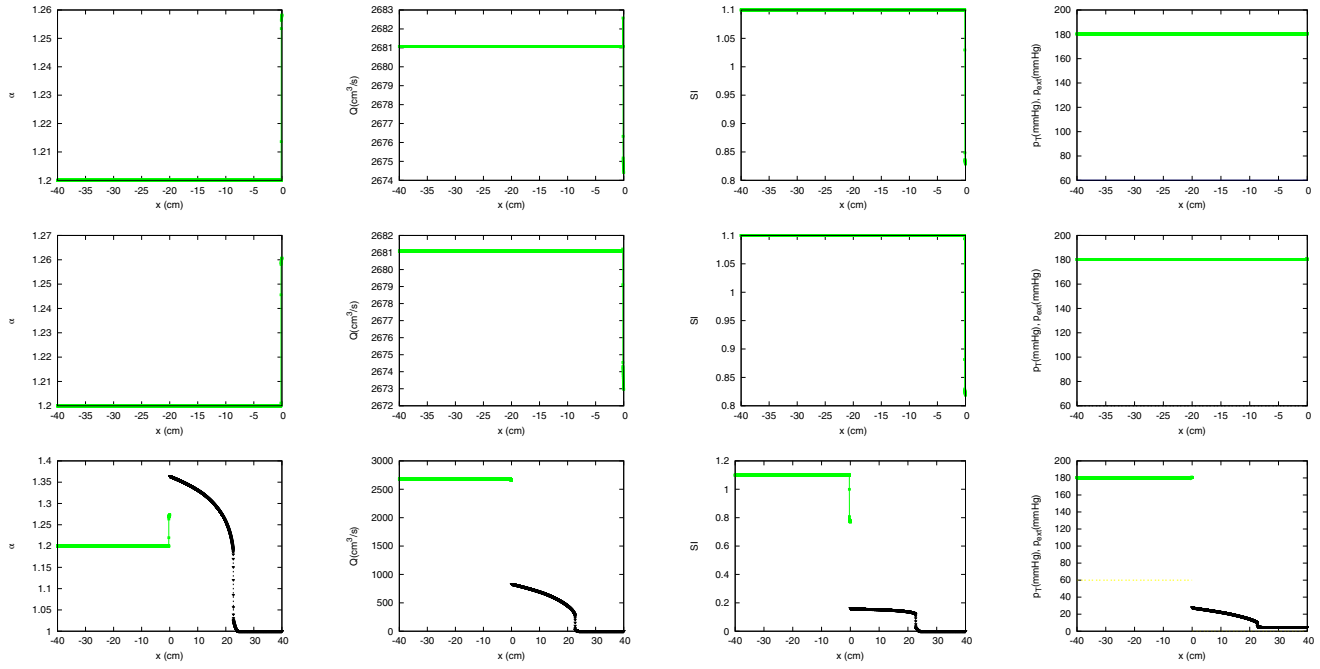 1.26
1.25
1.24
1.23
1.22
1.21
1.2
α
-40 -35 -30 -25 -20 -15 -10 -5 0
x (cm)
2683
2682
2681
2680
2679
2678
2677
2676
2675
2674
Q(cm³/s)
-40 -35 -30 -25 -20 -15 -10 -5 0
x (cm)
1.1
1.05
1
0.95
0.9
0.85
0.8
SI
-40 -35 -30 -25 -20 -15 -10 -5 0
x (cm)
200
180
160
140
120
100
80
60
p_T(mmHg), p_ext(mmHg)
-40 -35 -30 -25 -20 -15 -10 -5 0
x (cm)
1.27
1.26
1.25
1.24
1.23
1.22
1.21
1.2
α
-40 -35 -30 -25 -20 -15 -10 -5 0
x (cm)
2682
2681
2680
2679
2678
2677
2676
2675
2674
2673
2672
Q(cm³/s)
-40 -35 -30 -25 -20 -15 -10 -5 0
x (cm)
1.1
1.05
1
0.95
0.9
0.85
0.8
SI
-40 -35 -30 -25 -20 -15 -10 -5 0
x (cm)
200
180
160
140
120
100
80
60
p_T(mmHg), p_ext(mmHg)
-40 -35 -30 -25 -20 -15 -10 -5 0
x (cm)
1.4
1.35
1.3
1.25
1.2
1.15
1.1
1.05
1
α
-40 -30 -20 -10 0 10 20 30 40
x (cm)
3000
2500
2000
1500
1000
500
0
Q(cm³/s)
-40 -30 -20 -10 0 10 20 30 40
x (cm)
1.2
1
0.8
0.6
0.4
0.2
0
SI
-40 -30 -20 -10 0 10 20 30 40
x (cm)
200
180
160
140
120
100
80
60
40
20
0
p_T(mmHg), p_ext(mmHg)
-40 -30 -20 -10 0 10 20 30 40
x (cm)